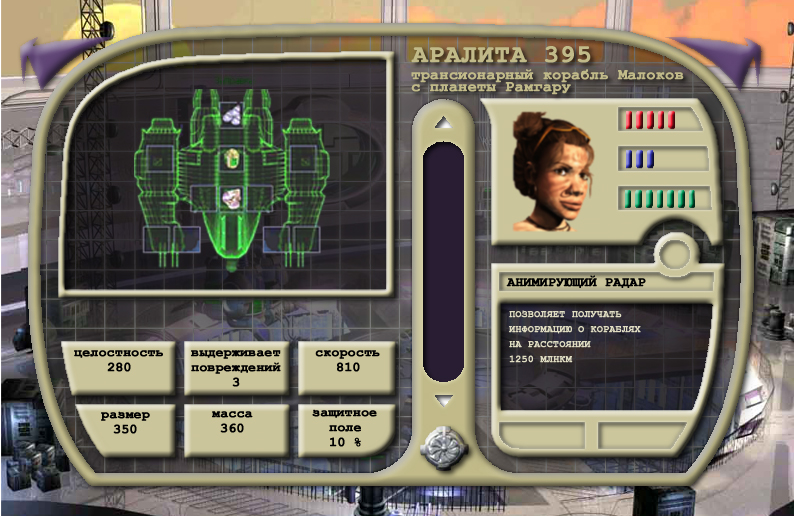 АРАЛИТА 395
трансионарный корабль Малоков
с планеты Рамгару
АНИМИРУЮЩИЙ РАДАР
ПОЗВОЛЯЕТ ПОЛУЧАТЬ
ИНФОРМАЦИЮ О КОРАБЛЯХ
НА РАССТОЯНИИ
1250 МЛНКМ
целостность
280
выдерживает
повреждений
3
скорость
810
размер
350
масса
360
защитное
поле
10 %